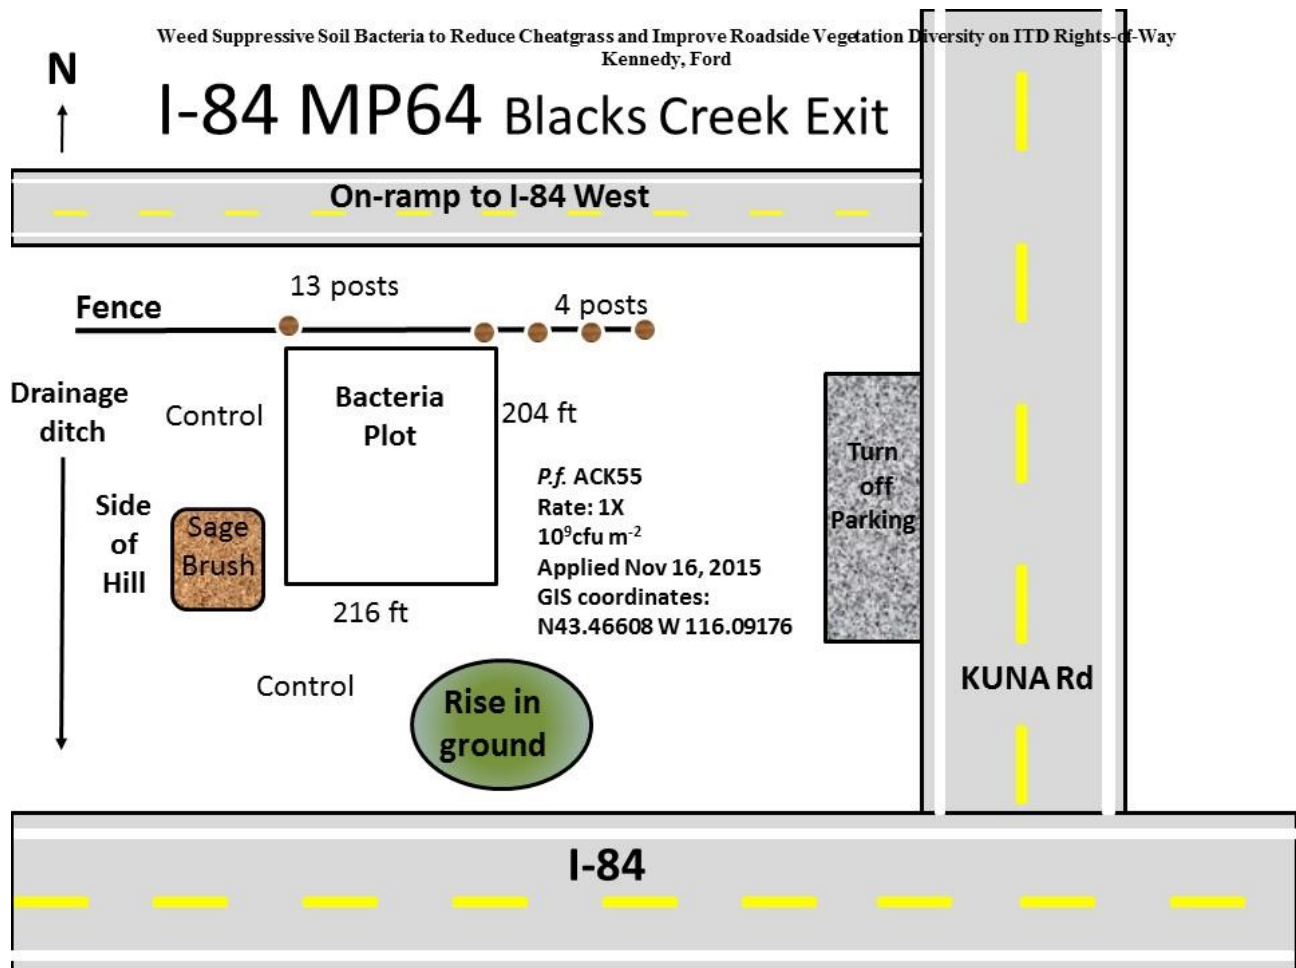 Weed Suppressive Soil Bacteria to Reduce Cheatgrass and Improve Roadside Vegetation Diversity on ITD Rights-of-Way
Kennedy, Ford
N
I-84 MP64 Blacks Creek Exit
On-ramp to I-84 West
13 posts
Fence
4 posts
Drainage
ditch
Control
Bacteria
Plot
204 ft
Side
of
Hill
Sage
Brush
P.f. ACK55
Rate: 1X
10⁹cfu m⁻²
Applied Nov 16, 2015
GIS coordinates:
N43.46608 W 116.09176
Turn
off
Parking
216 ft
Control
Rise in
ground
KUNA Rd
I-84